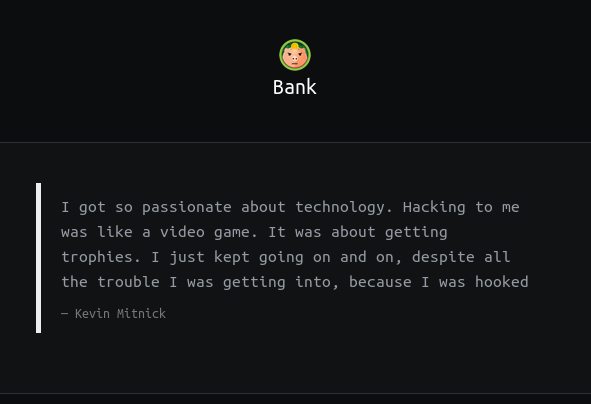 Bank
I got so passionate about technology. Hacking to me
was like a video game. It was about getting
trophies. I just kept going on and on, despite all
the trouble I was getting into, because I was hooked
— Kevin Mitnick